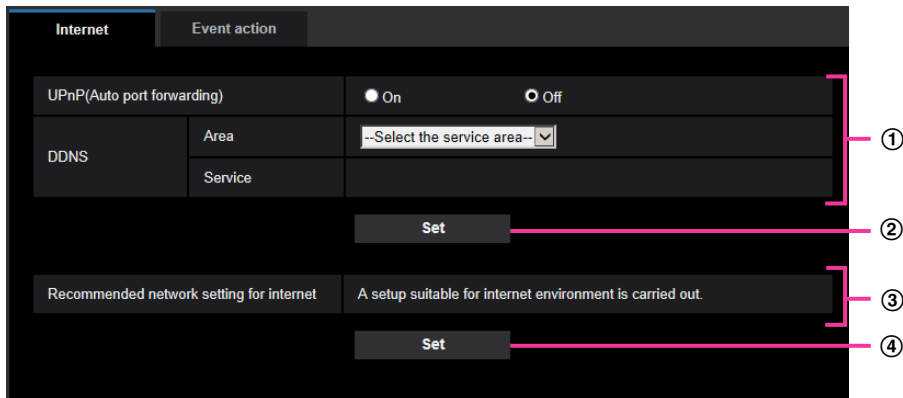 Internet Event action
UPnP(Auto port forwarding) On Off
①
DDNS Area --Select the service area--
Service
Set ②
Recommended network setting for internet A setup suitable for internet environment is carried out. ③
Set ④